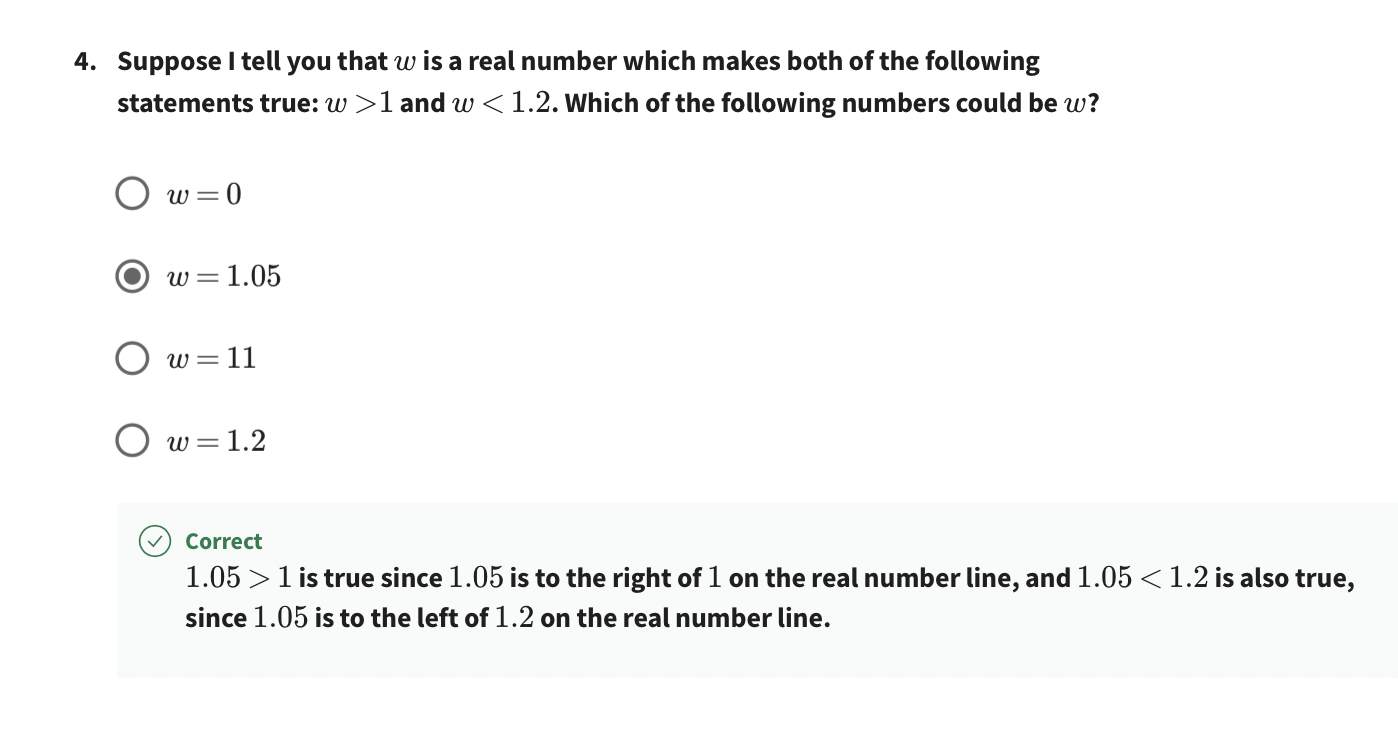 4. Suppose I tell you that w is a real number which makes both of the following
statements true: w >1 and w < 1.2. Which of the following numbers could be w?
w = 0
w = 1.05
w = 11
w = 1.2
Correct
1.05 > 1 is true since 1.05 is to the right of 1 on the real number line, and 1.05 < 1.2 is also true,
since 1.05 is to the left of 1.2 on the real number line.